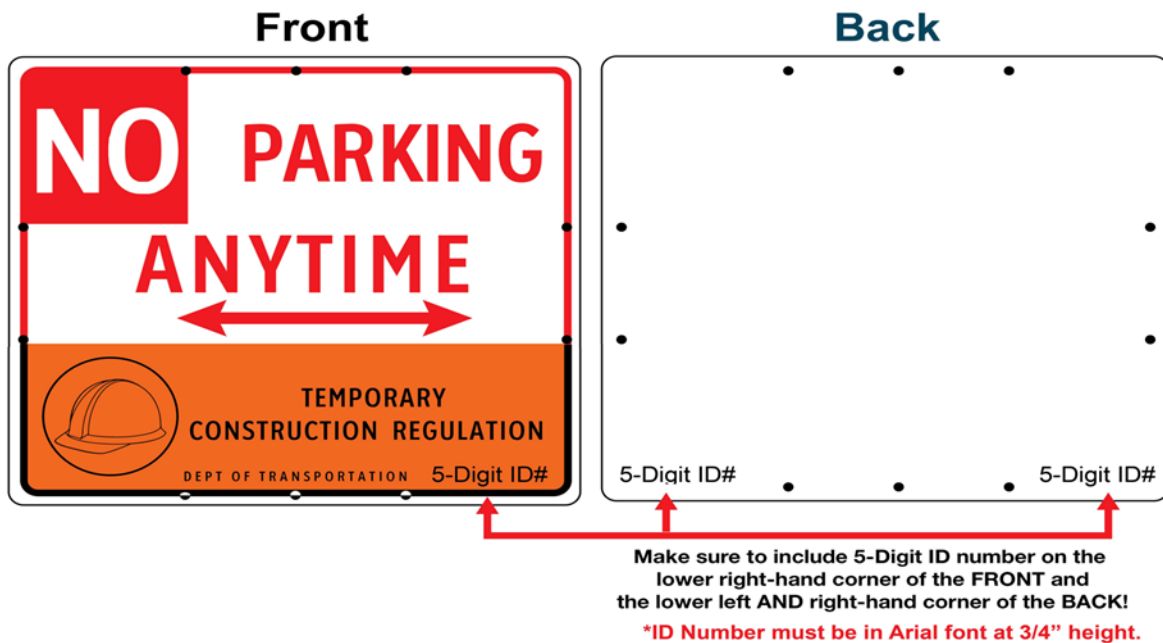 Front
Back
NO PARKING
ANYTIME
TEMPORARY
CONSTRUCTION REGULATION
DEPT OF TRANSPORTATION 5-Digit ID#
5-Digit ID#
5-Digit ID#
Make sure to include 5-Digit ID number on the
lower right-hand corner of the FRONT and
the lower left AND right-hand corner of the BACK!
*ID Number must be in Arial font at 3/4” height.